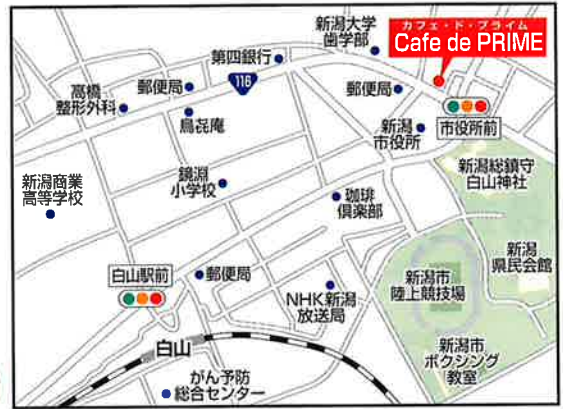 カフェ・ド・プライム
Cafe de PRIME
新潟大学
歯学部
第四銀行
116
郵便局
高橋
整形外科
鳥㐂庵
郵便局
新潟
市役所
市役所前
鏡淵
小学校
新潟総鎮守
白山神社
新潟商業
高等学校
珈琲
倶楽部
新潟
県民会館
白山駅前
郵便局
新潟市
陸上競技場
NHK新潟
放送局
白山
新潟市
ボクシング
教室
がん予防
総合センター